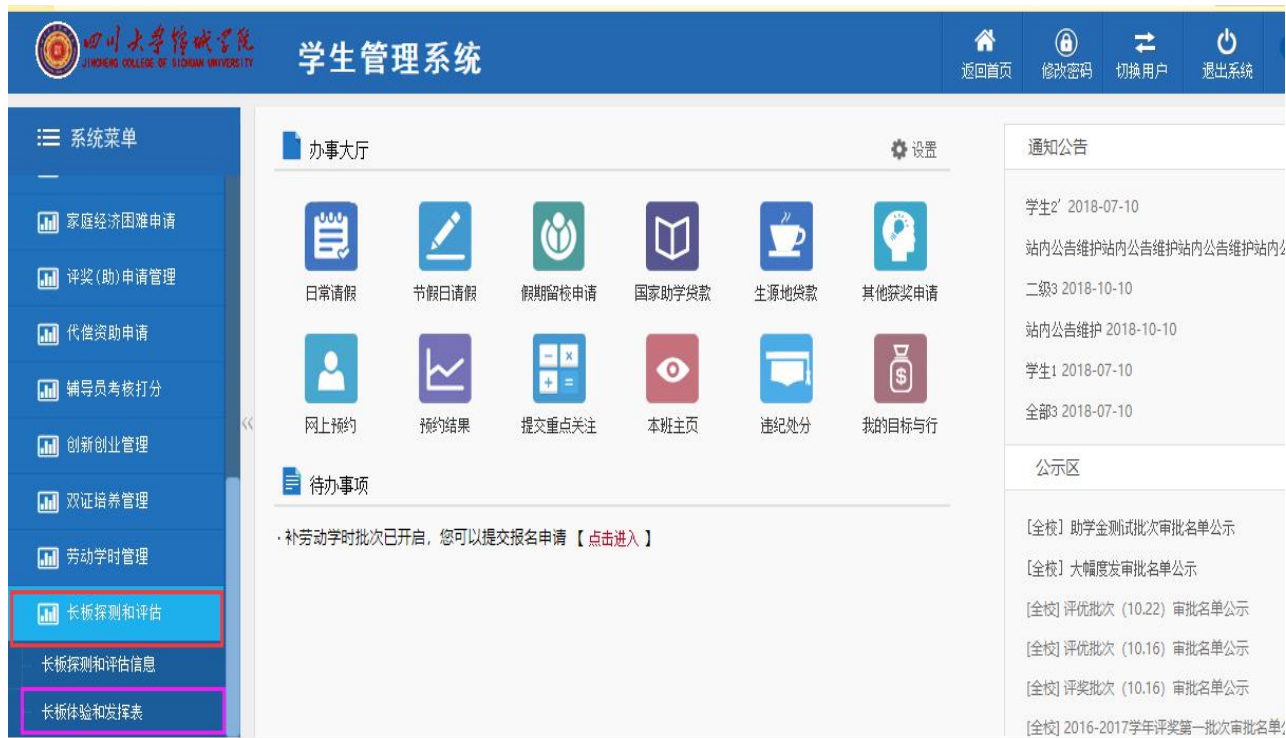 四川大学锦城学院
JINCHENG COLLEGE OF SICHUAN UNIVERSITY
学生管理系统
返回首页 修改密码 切换用户 退出系统
系统菜单
家庭经济困难申请
评奖(助)申请管理
代偿资助申请
辅导员考核打分
创新创业管理
双证培养管理
劳动学时管理
长板探测和评估
长板探测和评估信息
长板体验和发挥表
办事大厅 设置
日常请假 节假日请假 假期留校申请 国家助学贷款 生源地贷款 其他获奖申请
网上预约 预约结果 提交重点关注 本班主页 违纪处分 我的目标与行
待办事项
·补劳动学时批次已开启，您可以提交报名申请 【 点击进入 】
通知公告
学生2' 2018-07-10
站内公告维护站内公告维护站内公告维护站内公
二级3 2018-10-10
站内公告维护 2018-10-10
学生1 2018-07-10
全部3 2018-07-10
公示区
[全校] 助学金测试批次审批名单公示
[全校] 大幅度发审批名单公示
[全校] 评优批次（10.22）审批名单公示
[全校] 评优批次（10.16）审批名单公示
[全校] 评奖批次（10.16）审批名单公示
[全校] 2016-2017学年评奖第一批次审批名单公